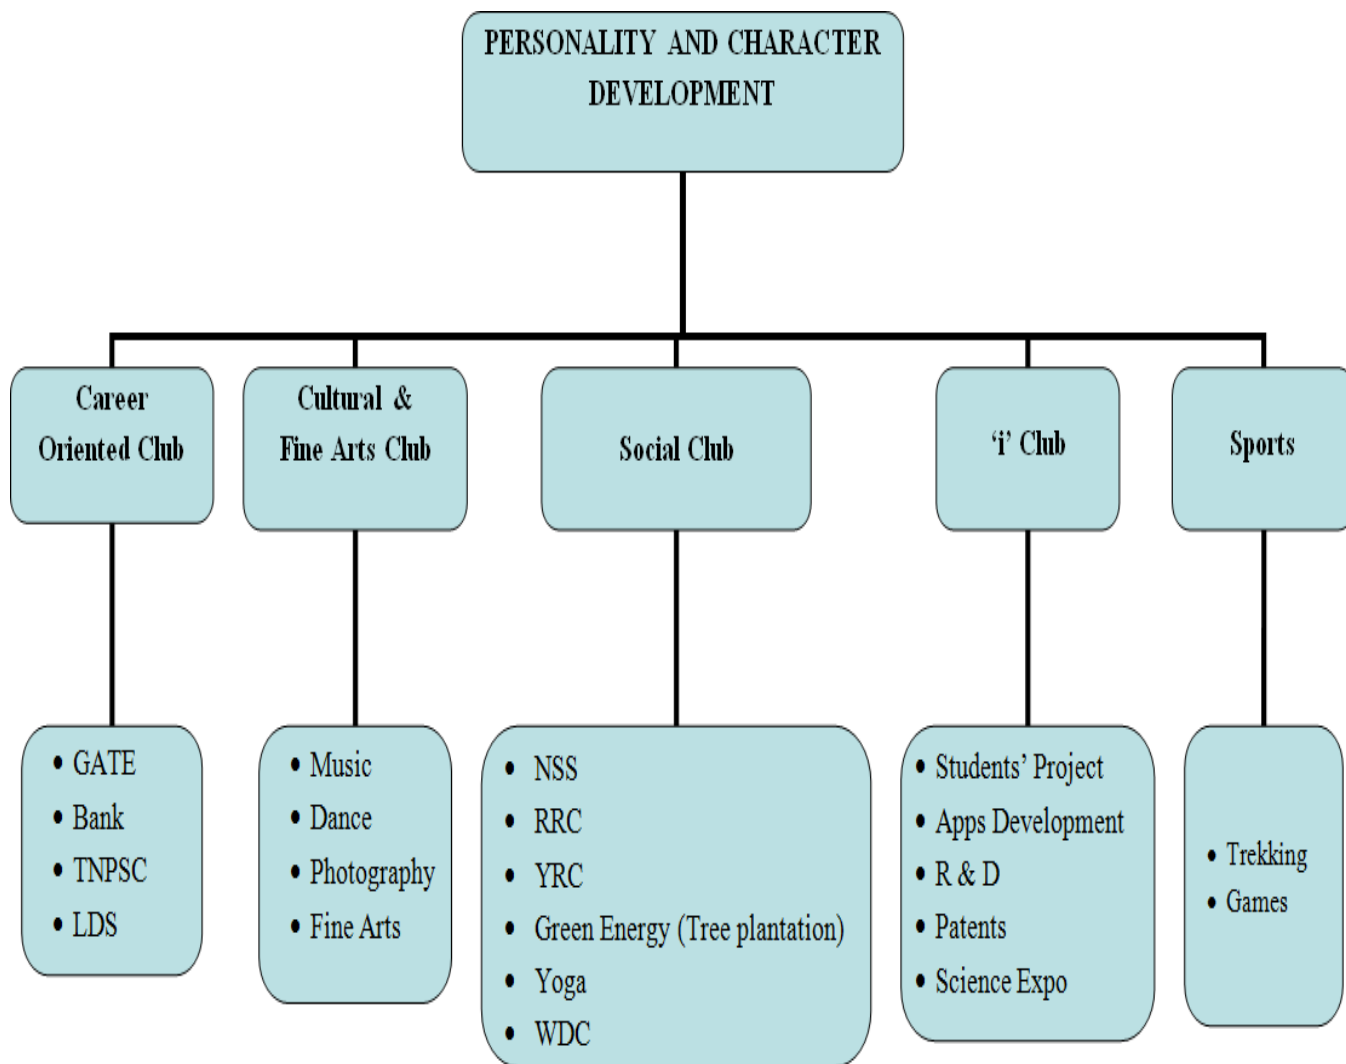 PERSONALITY AND CHARACTER
DEVELOPMENT
Career
Oriented Club
Cultural &
Fine Arts Club
Social Club
‘i’ Club
Sports
• GATE
• Bank
• TNPSC
• LDS
• Music
• Dance
• Photography
• Fine Arts
• NSS
• RRC
• YRC
• Green Energy (Tree plantation)
• Yoga
• WDC
• Students’ Project
• Apps Development
• R & D
• Patents
• Science Expo
• Trekking
• Games